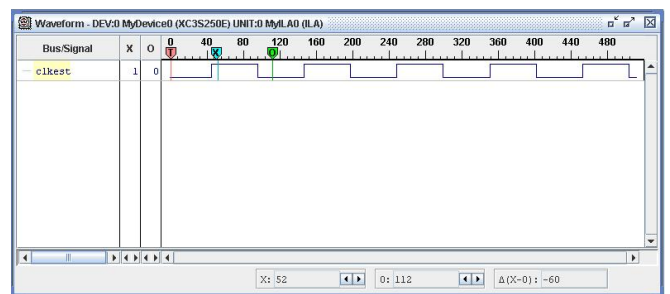 Waveform - DEV:0 MyDevice0 (XC3S250E) UNIT:0 MyILA0 (ILA)
Bus/Signal X O 0 40 80 120 160 200 240 280 320 360 400 440 480
T X O
clkest 1 0
X: 52 O: 112 Δ(X-O): -60